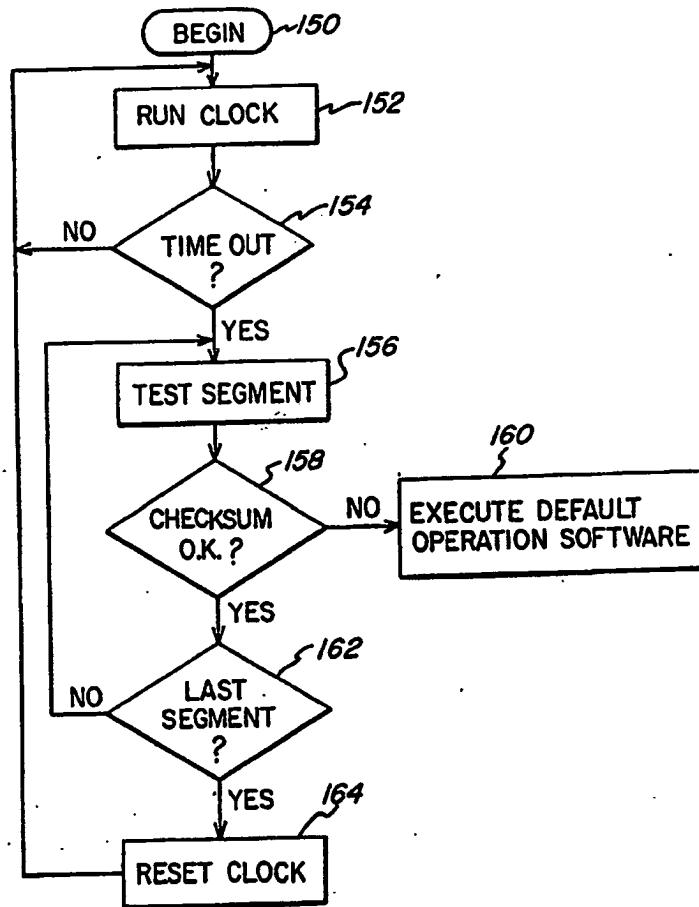 BEGIN
150
RUN CLOCK
152
154
NO
TIME OUT
?
YES
156
TEST SEGMENT
158
160
CHECKSUM
O.K. ?
NO
EXECUTE DEFAULT
OPERATION SOFTWARE
YES
162
NO
LAST
SEGMENT
?
YES
164
RESET CLOCK